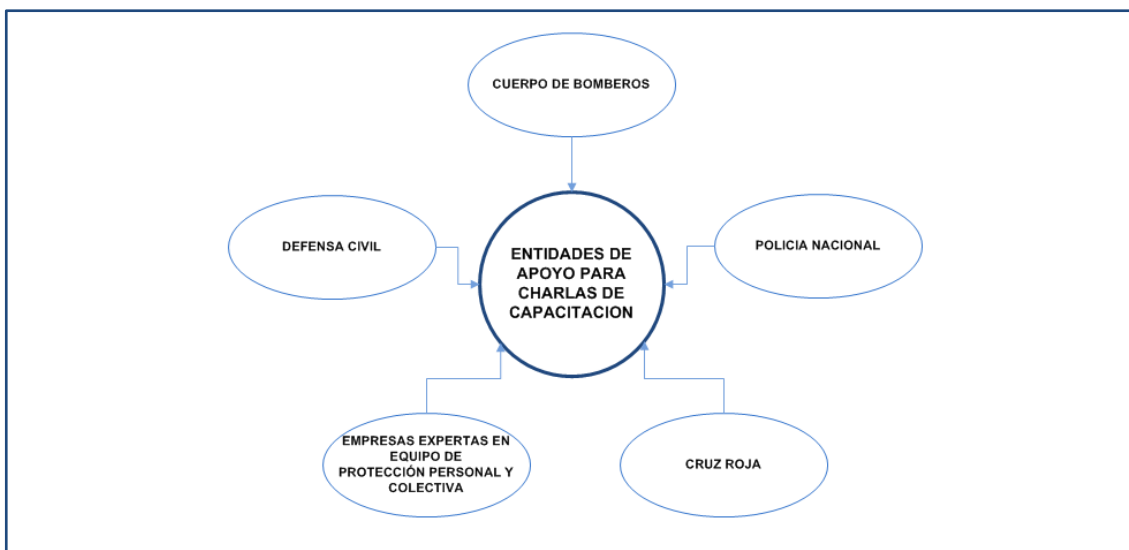 CUERPO DE BOMBEROS
DEFENSA CIVIL
ENTIDADES DE
APOYO PARA
CHARLAS DE
CAPACITACION
POLICIA NACIONAL
EMPRESAS EXPERTAS EN
EQUIPO DE
PROTECCIÓN PERSONAL Y
COLECTIVA
CRUZ ROJA